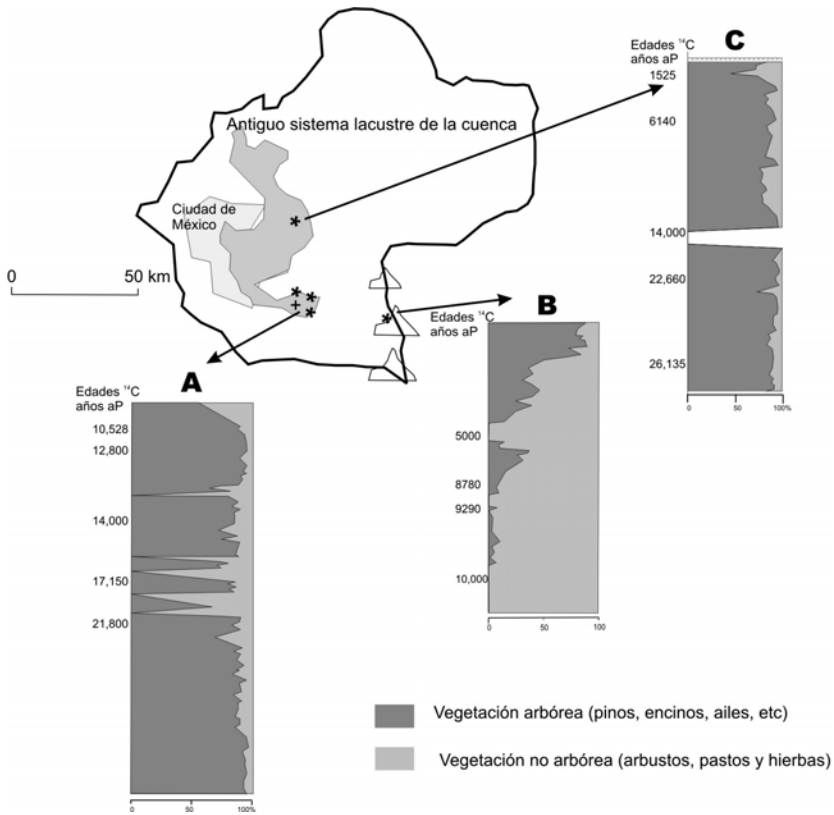 Edades ¹⁴C
años aP
C
1525
6140
14,000
22,660
26,135
0 50 100%
Antiguo sistema lacustre de la cuenca
Ciudad de
México
0 50 km
Edades ¹⁴C
años aP
B
5000
8780
9290
10,000
0 50 100
A
Edades ¹⁴C
años aP
10,528
12,800
14,000
17,150
21,800
0 50 100%
Vegetación arbórea (pinos, encinos, ailes, etc)
Vegetación no arbórea (arbustos, pastos y hierbas)